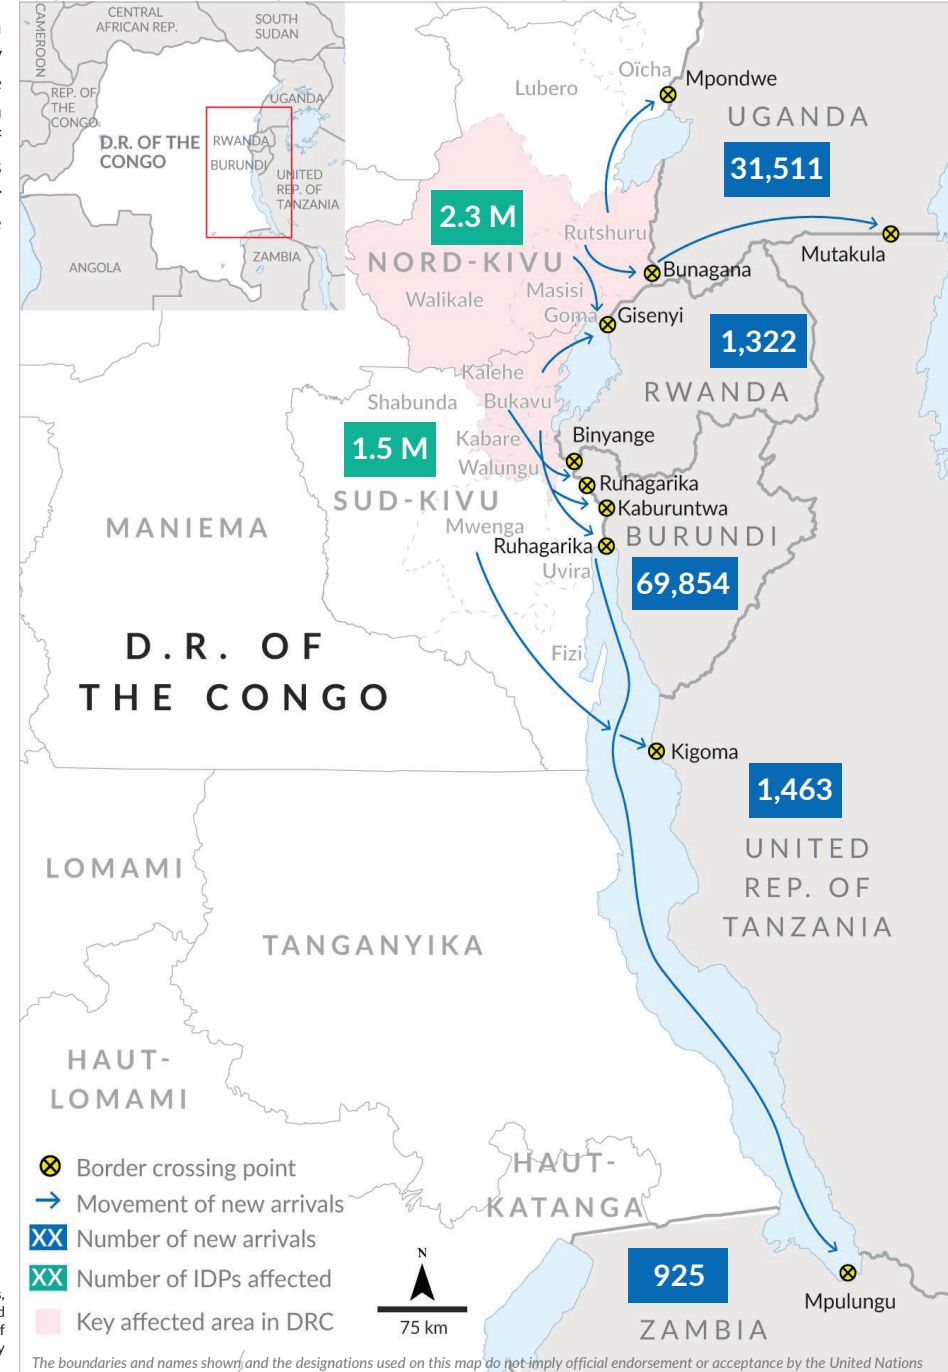 CAMEROON
CENTRAL
AFRICAN REP.
SOUTH
SUDAN
REP. OF
THE
CONGO
D.R. OF THE
CONGO
UGANDA
RWANDA
BURUNDI
UNITED
REP. OF
TANZANIA
ANGOLA
ZAMBIA
Oïcha
Mpondwe
Lubero
UGANDA
31,511
2.3 M
Rutshuru
Mutakula
NORD-KIVU
Bunagana
Masisi
Walikale
Goma
Gisenyi
1,322
Kalehe
RWANDA
Shabunda
Bukavu
1.5 M
Kabare
Binyange
Walungu
Ruhagarika
SUD-KIVU
Kaburuntwa
MANIEMA
Mwenga
BURUNDI
Ruhagarika
Uvira
69,854
D.R. OF
THE CONGO
Fizi
Kigoma
1,463
UNITED
REP. OF
TANZANIA
LOMAMI
TANGANYIKA
HAUT-
LOMAMI
HAUT-
KATANGA
Border crossing point
Movement of new arrivals
XX Number of new arrivals
XX Number of IDPs affected
Key affected area in DRC
N
75 km
925
Mpulungu
ZAMBIA
The boundaries and names shown and the designations used on this map do not imply official endorsement or acceptance by the United Nations